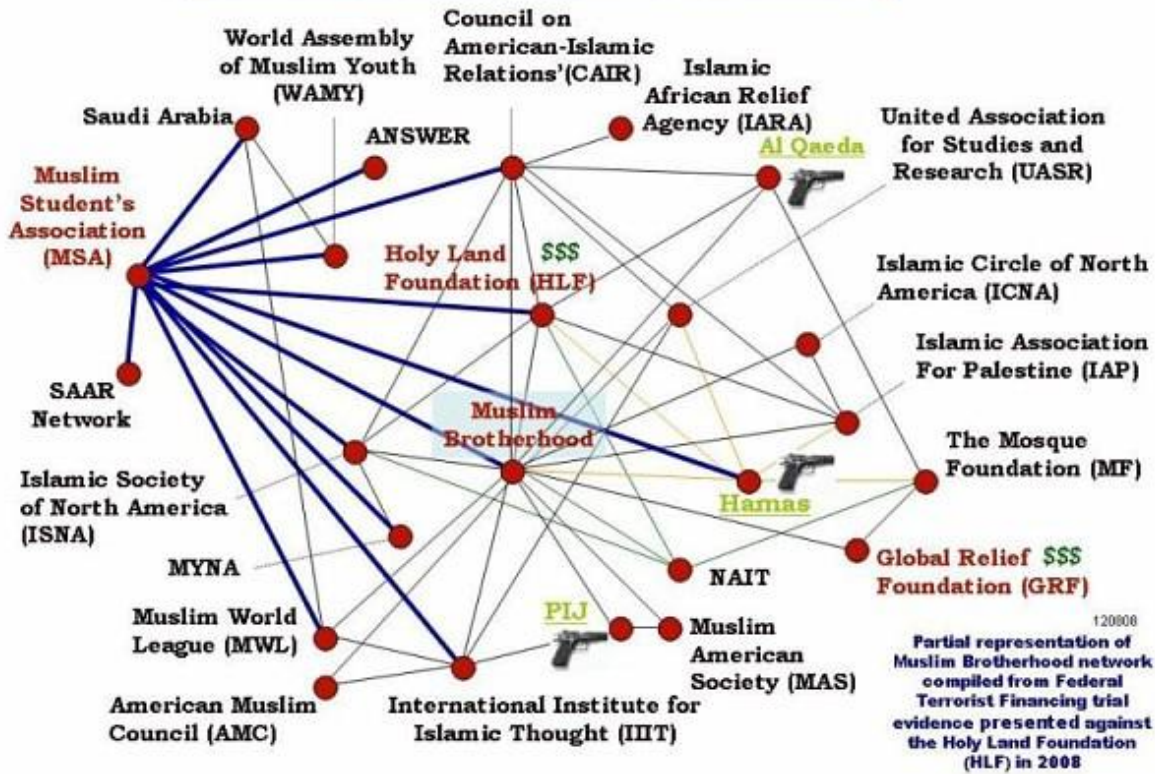 Council on
American-Islamic
Relations'(CAIR)
World Assembly
of Muslim Youth
(WAMY)
Islamic
African Relief
Agency (IARA)
Saudi Arabia
ANSWER
United Association
for Studies and
Research (UASR)
Al Qaeda
Muslim
Student's
Association
(MSA)
Holy Land
Foundation (HLF)
$$$
Islamic Circle of North
America (ICNA)
Islamic Association
For Palestine (IAP)
SAAR
Network
Muslim
Brotherhood
The Mosque
Foundation (MF)
Islamic Society
of North America
(ISNA)
Hamas
MYNA
NAIT
Global Relief $$$
Foundation (GRF)
Muslim World
League (MWL)
PIJ
Muslim
American
Society (MAS)
American Muslim
Council (AMC)
International Institute for
Islamic Thought (IIIT)
120808
Partial representation of
Muslim Brotherhood network
compiled from Federal
Terrorist Financing trial
evidence presented against
the Holy Land Foundation
(HLF) in 2008